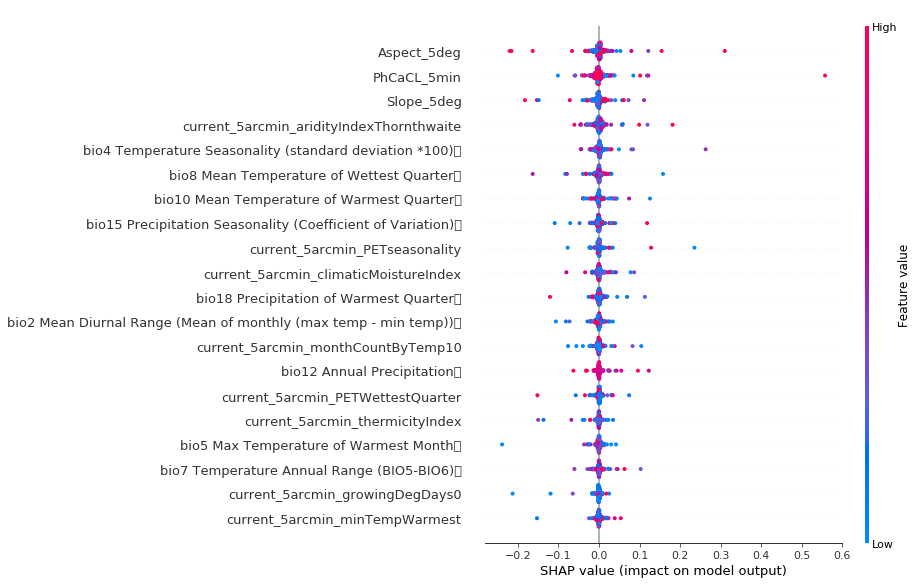 High
Aspect_5deg
PhCaCL_5min
Slope_5deg
current_5arcmin_aridityIndexThornthwaite
bio4 Temperature Seasonality (standard deviation *100)
bio8 Mean Temperature of Wettest Quarter
bio10 Mean Temperature of Warmest Quarter
bio15 Precipitation Seasonality (Coefficient of Variation)
current_5arcmin_PETseasonality
current_5arcmin_climaticMoistureIndex
bio18 Precipitation of Warmest Quarter
bio2 Mean Diurnal Range (Mean of monthly (max temp - min temp))
current_5arcmin_monthCountByTemp10
bio12 Annual Precipitation
current_5arcmin_PETWettestQuarter
current_5arcmin_thermicityIndex
bio5 Max Temperature of Warmest Month
bio7 Temperature Annual Range (BIO5-BIO6)
current_5arcmin_growingDegDays0
current_5arcmin_minTempWarmest
Feature value
Low
−0.2 −0.1 0.0 0.1 0.2 0.3 0.4 0.5 0.6
SHAP value (impact on model output)